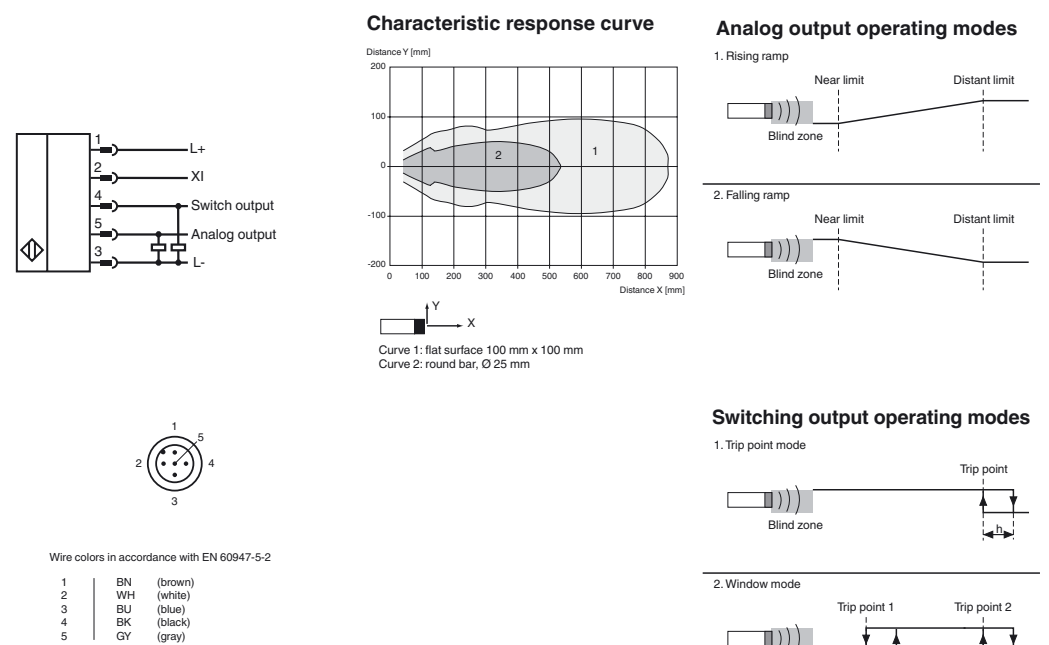 1
L+
2
XI
4
Switch output
5
Analog output
3
L-
1
5
2
4
3
Wire colors in accordance with EN 60947-5-2
1 BN (brown)
2 WH (white)
3 BU (blue)
4 BK (black)
5 GY (gray)
Characteristic response curve
Distance Y [mm]
200
100
0
-100
-200
2
1
0 100 200 300 400 500 600 700 800 900
Distance X [mm]
Y
X
Curve 1: flat surface 100 mm x 100 mm
Curve 2: round bar, Ø 25 mm
Analog output operating modes
1. Rising ramp
Near limit Distant limit
Blind zone
2. Falling ramp
Near limit Distant limit
Blind zone
Switching output operating modes
1. Trip point mode
Trip point
Blind zone
h
2. Window mode
Trip point 1 Trip point 2